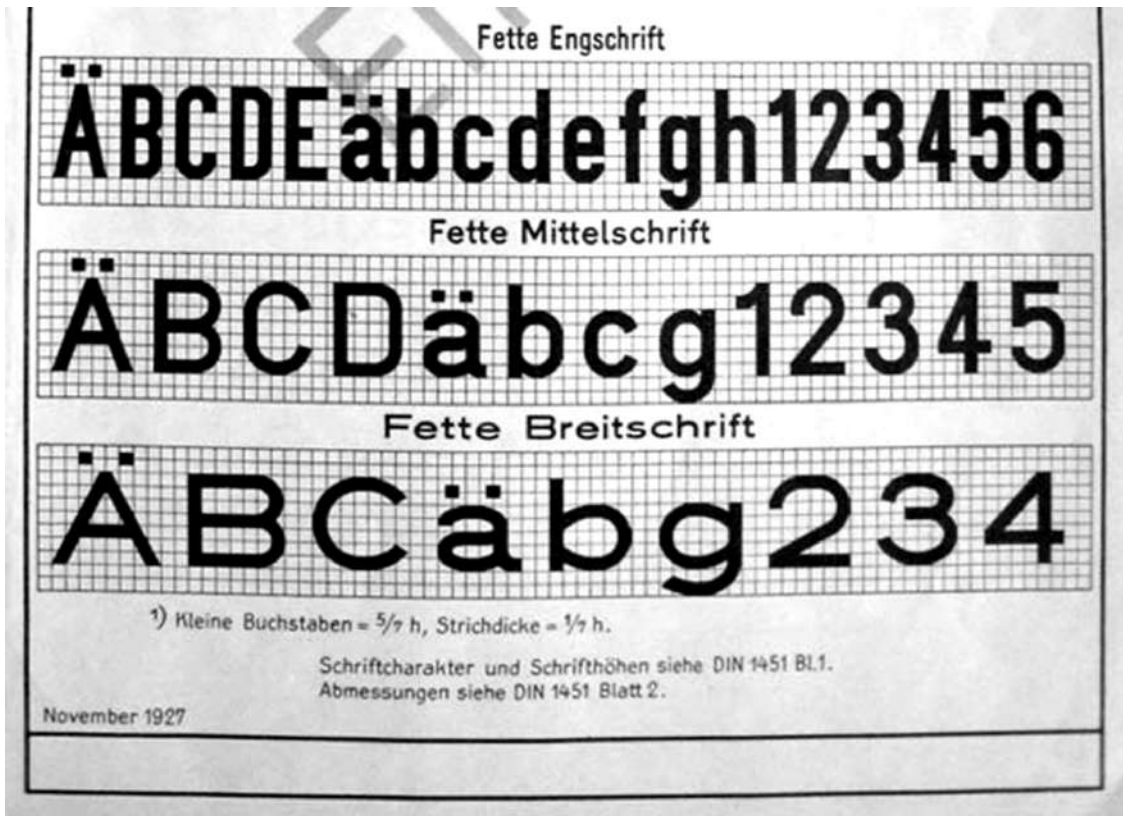 Fette Engschrift
ÄBCDEäbcdefgh123456
Fette Mittelschrift
ÄBCDäbcg12345
Fette Breitschrift
ÄBCäbg234
¹) Kleine Buchstaben = 5/7 h, Strichdicke = 1/7 h.
Schriftcharakter und Schrifthöhen siehe DIN 1451 Bl.1.
Abmessungen siehe DIN 1451 Blatt 2.
November 1927